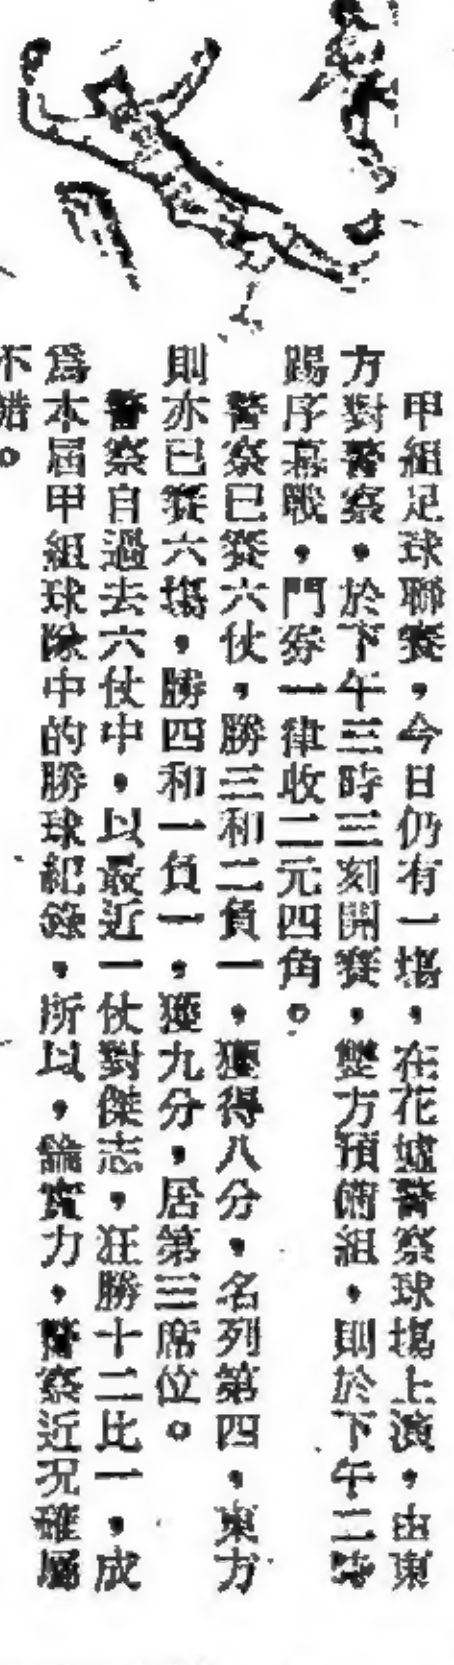 甲組足球聯賽，今日仍有一塲，在花墟警察球塲上演，由東
方對警察，於下午三時三刻開賽，雙方預備組，則於下午二時
踢序幕戰，門券一律收二元四角。
警察已賽六仗，勝三和二負一，獲得八分，名列第四，東方
則亦已賽六塲，勝四和一負一，獲九分，居第三席位。
警察自過去六仗中，以最近一仗對傑志，狂勝十二比一，成
爲本屆甲組球隊中的勝球紀錄，所以，論實力，警察近况確屬
不錯。